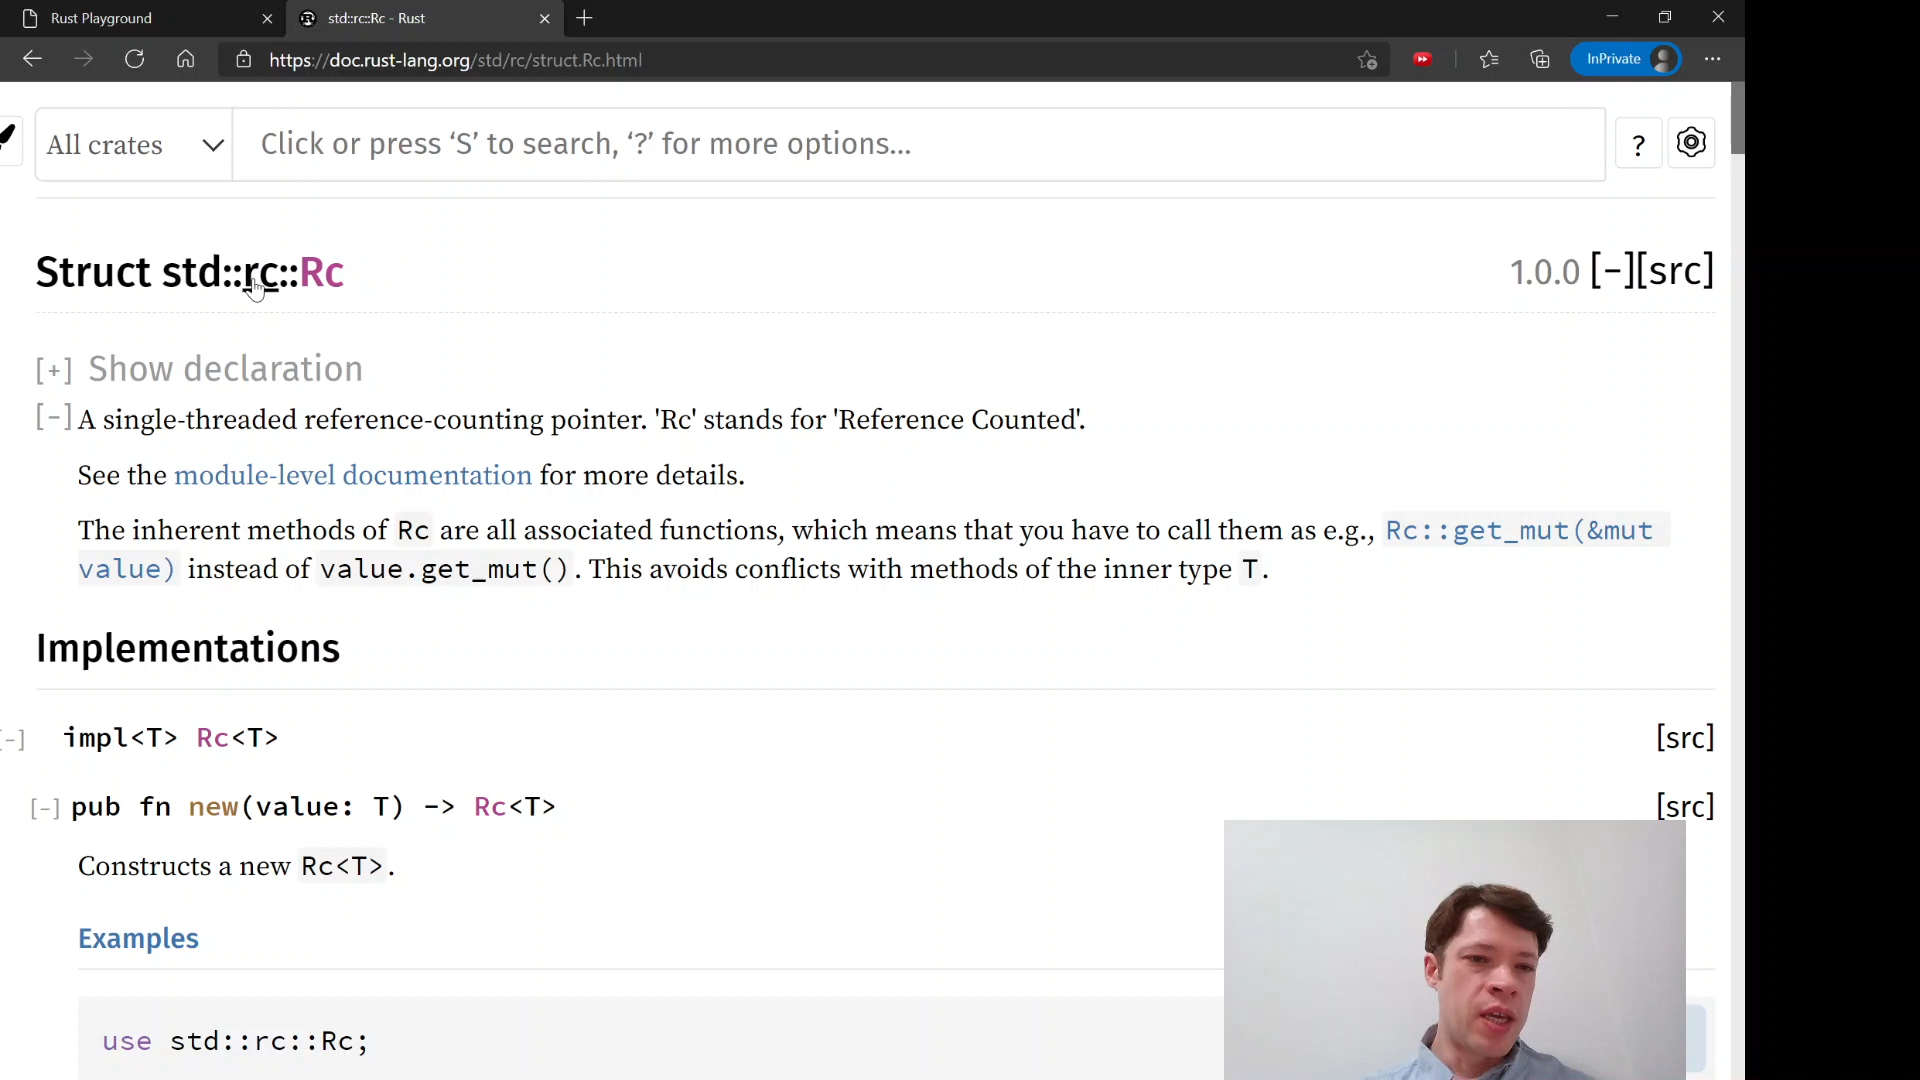 Rust Playground
std::rc::Rc - Rust
https://doc.rust-lang.org/std/rc/struct.Rc.html
InPrivate
All crates
Click or press ‘S’ to search, ‘?’ for more options…
?
Struct std::rc::Rc
1.0.0 [-][src]
[+] Show declaration
[-] A single-threaded reference-counting pointer. 'Rc' stands for 'Reference Counted'.
See the module-level documentation for more details.
The inherent methods of Rc are all associated functions, which means that you have to call them as e.g., Rc::get_mut(&mut
value) instead of value.get_mut(). This avoids conflicts with methods of the inner type T.
Implementations
[-] impl<T> Rc<T>
[src]
[-] pub fn new(value: T) -> Rc<T>
[src]
Constructs a new Rc<T>.
Examples
use std::rc::Rc;